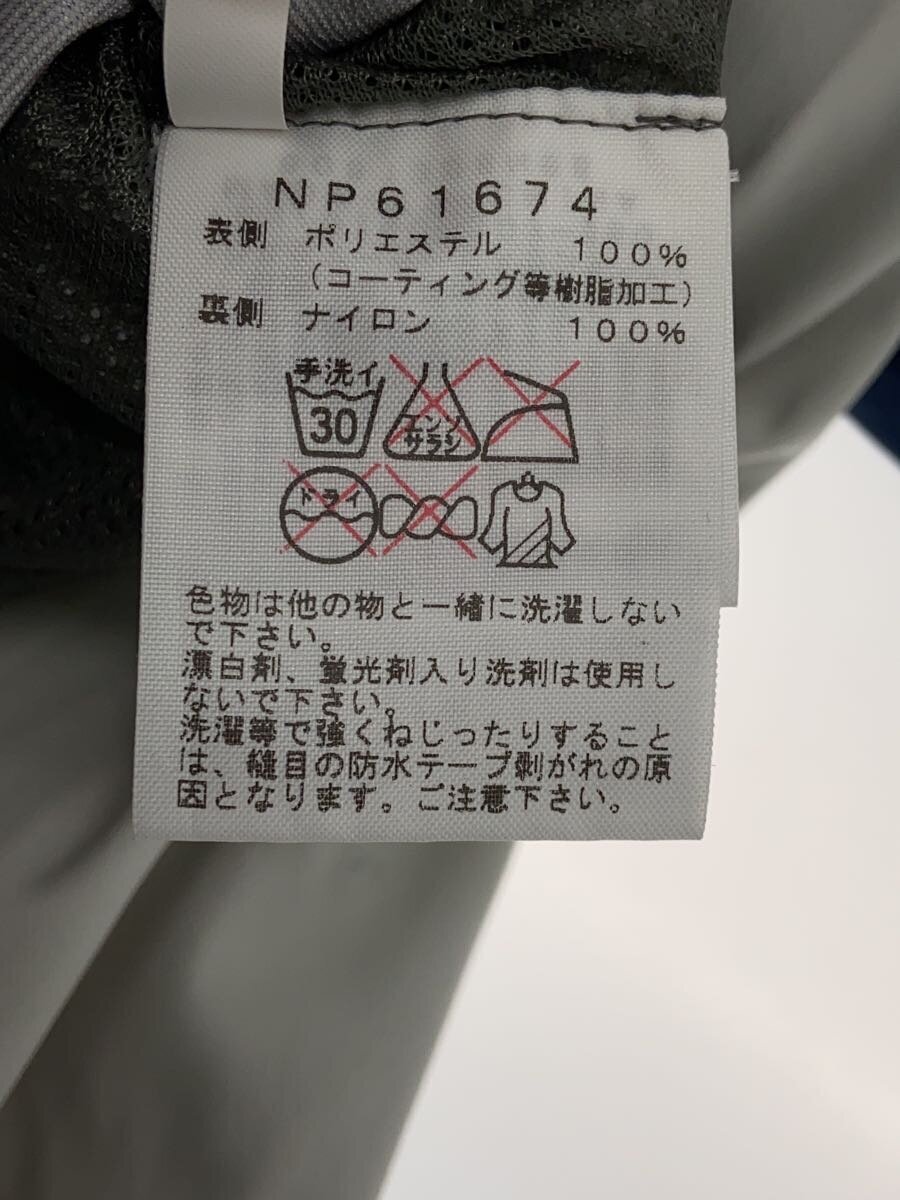 NP61674
表側 ポリエステル 100%
(コーティング等樹脂加工)
裏側 ナイロン 100%
手洗イ
30
エンソ
サラシ
ドライ
色物は他の物と一緒に洗濯しない
で下さい。
漂白剤、蛍光剤入り洗剤は使用し
ないで下さい。
洗濯等で強くねじったりすること
は、縫目の防水テープ剥がれの原
因となります。ご注意下さい。